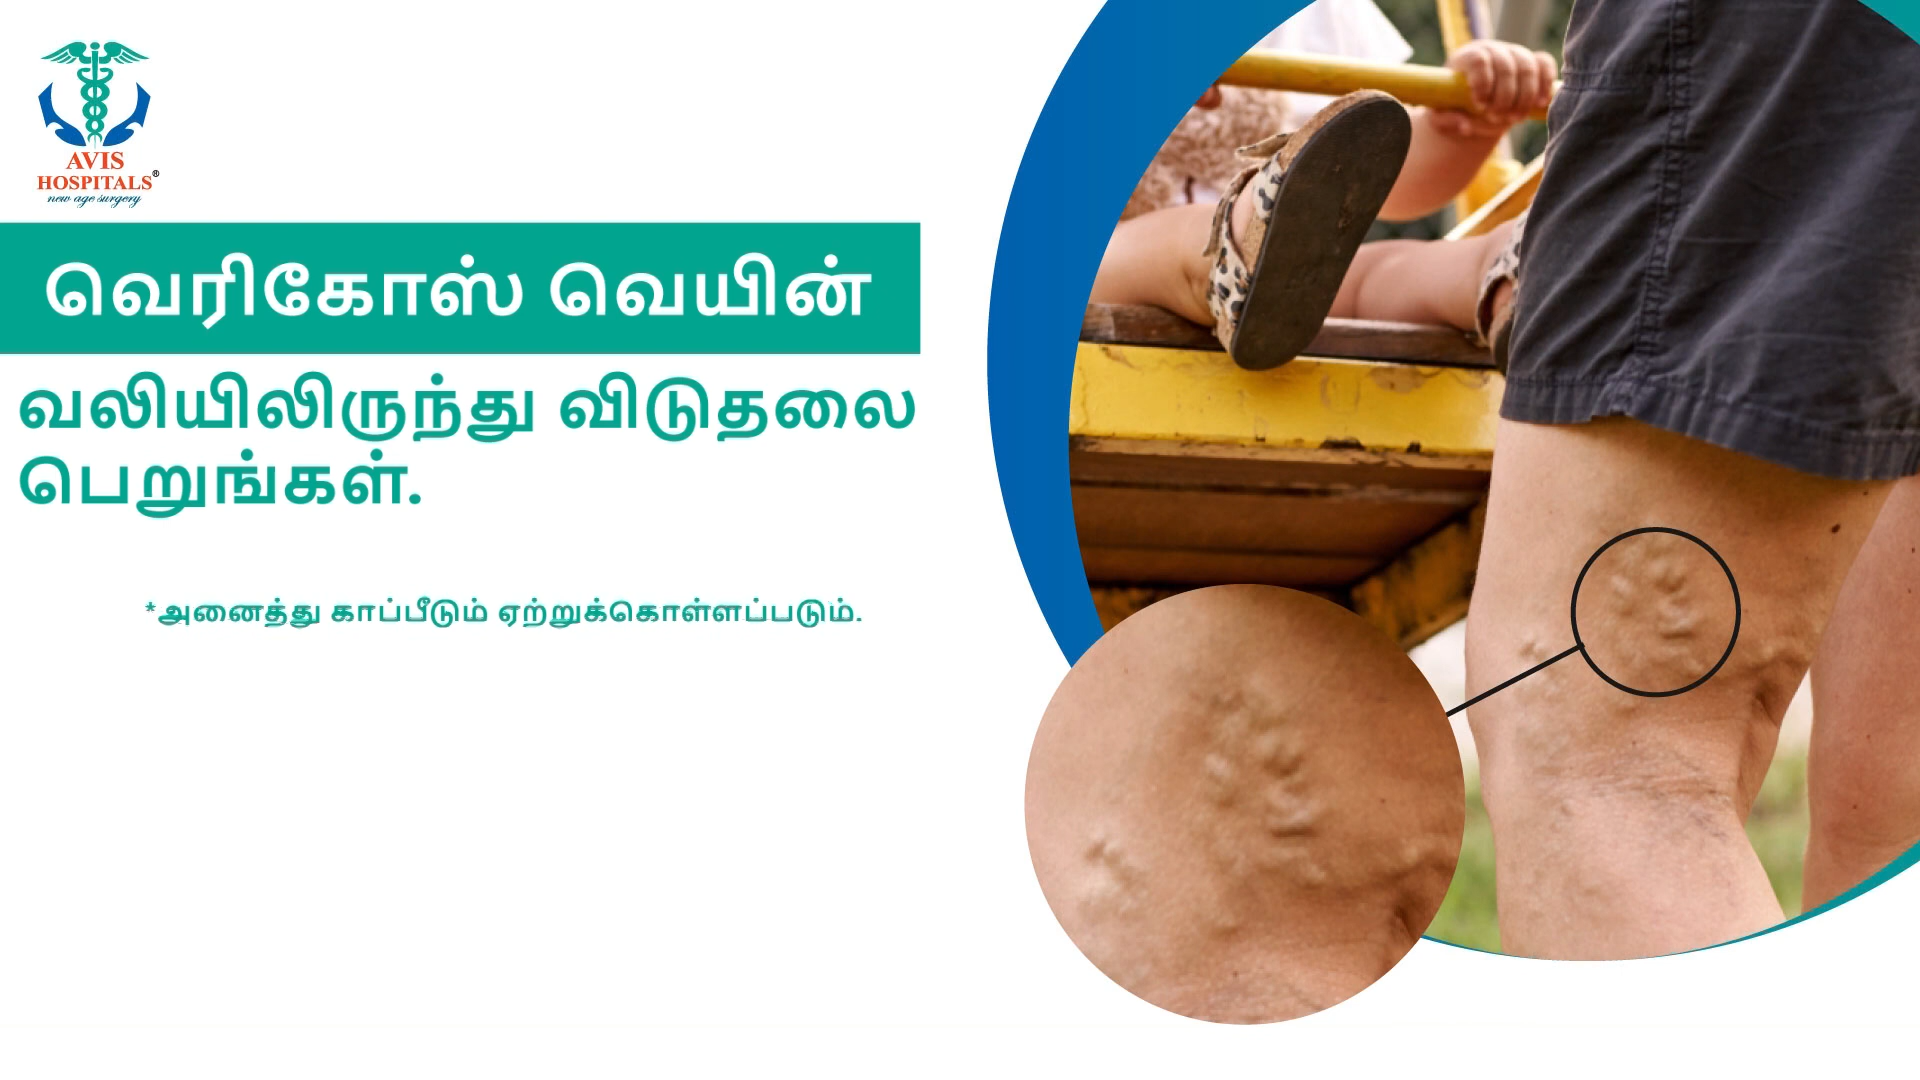 AVIS
HOSPITALS®
new age surgery
வெரிகோஸ் வெயின்
வலியிலிருந்து விடுதலை
பெறுங்கள்.
*அனைத்து காப்பீடும் ஏற்றுக்கொள்ளப்படும்.